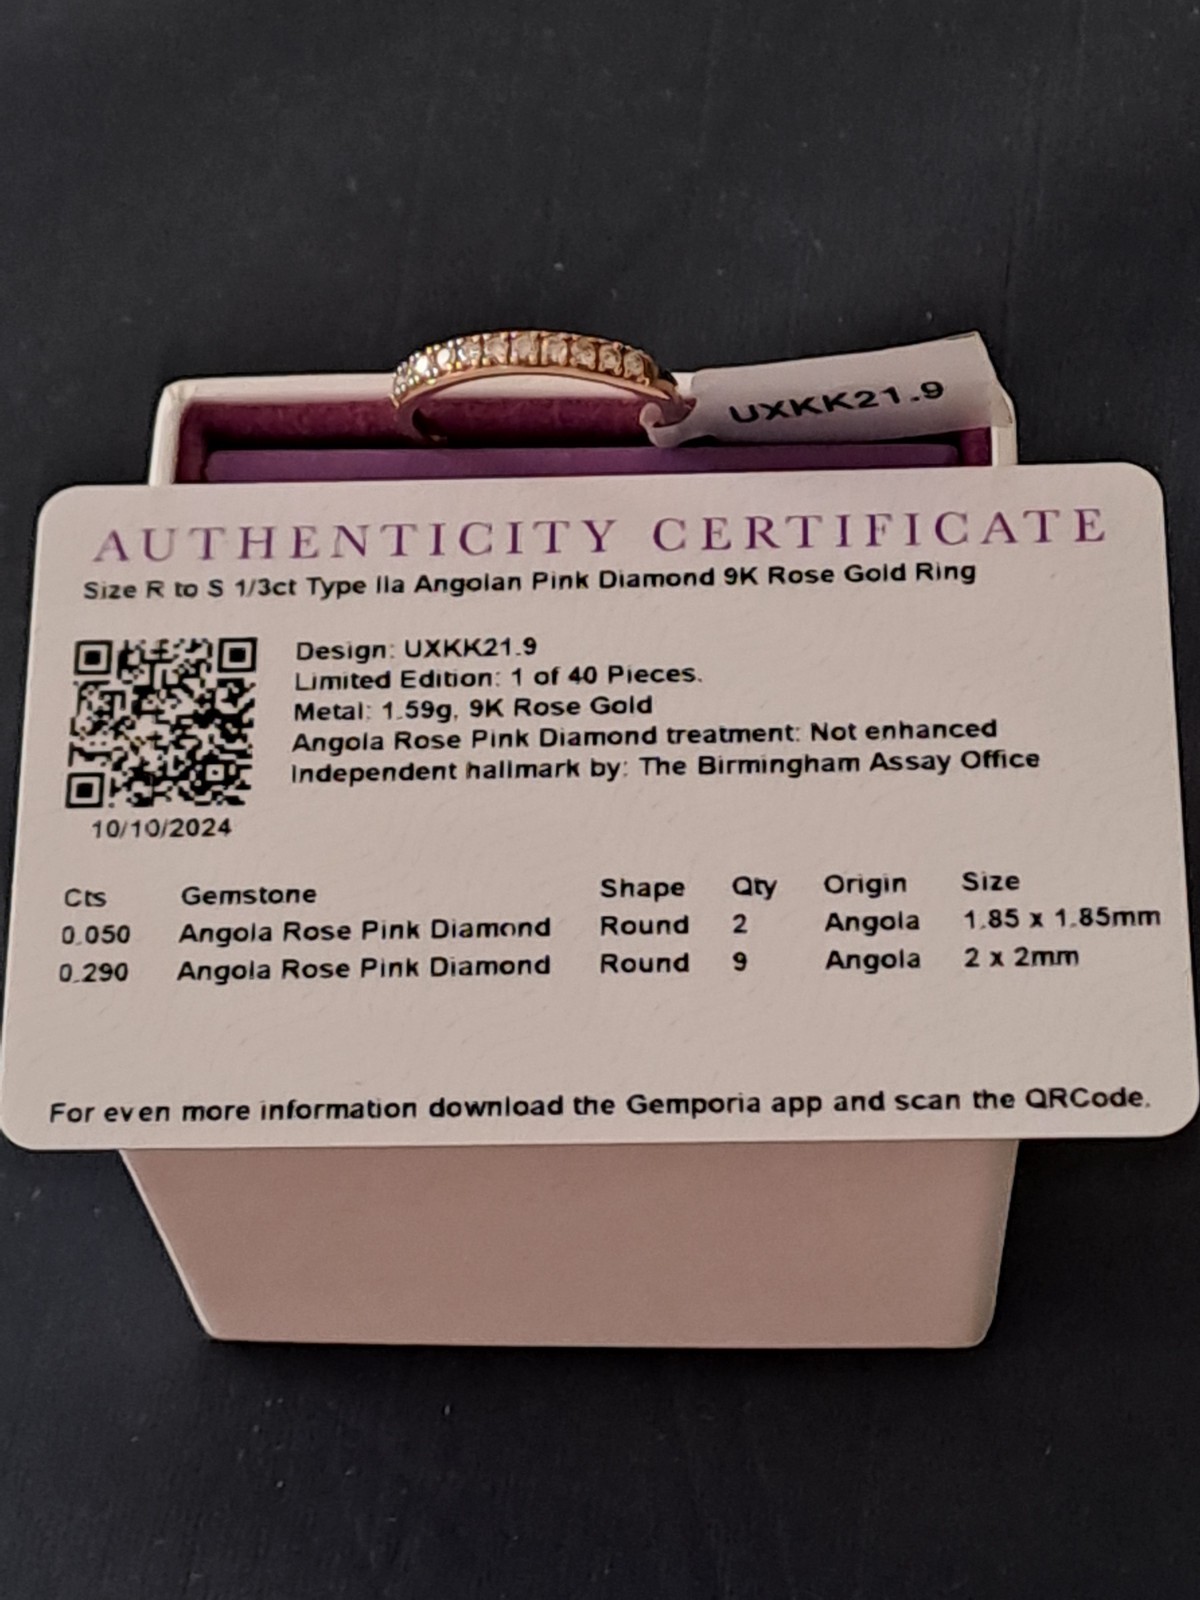 UXKK21.9
AUTHENTICITY CERTIFICATE
Size R to S 1/3ct Type IIa Angolan Pink Diamond 9K Rose Gold Ring
Design: UXKK21.9
Limited Edition: 1 of 40 Pieces.
Metal: 1.59g, 9K Rose Gold
Angola Rose Pink Diamond treatment: Not enhanced
Independent hallmark by: The Birmingham Assay Office
10/10/2024
Cts Gemstone Shape Qty Origin Size
0.050 Angola Rose Pink Diamond Round 2 Angola 1.85 x 1.85mm
0.290 Angola Rose Pink Diamond Round 9 Angola 2 x 2mm
For even more information download the Gemporia app and scan the QRCode.